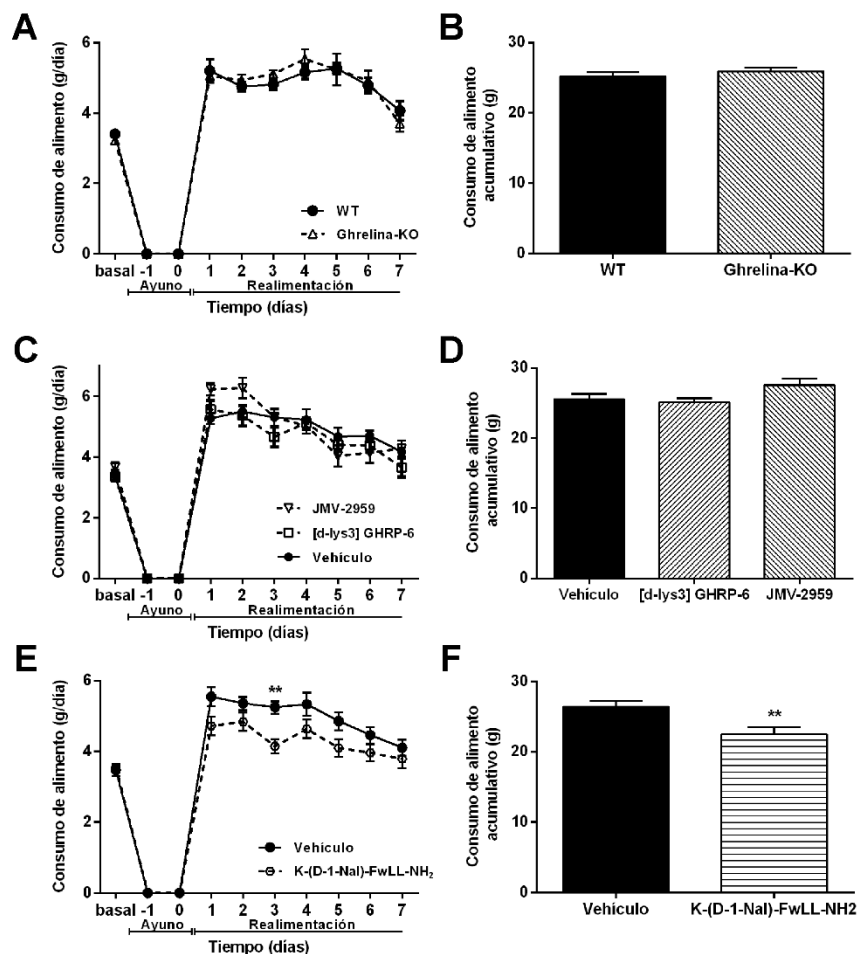 A
Consumo de alimento (g/día)
6
4
2
0
WT
Ghrelina-KO
basal -1 0 1 2 3 4 5 6 7
Ayuno Realimentación
Tiempo (días)
B
Consumo de alimento
acumulativo (g)
30
20
10
0
WT Ghrelina-KO
C
Consumo de alimento (g/día)
6
4
2
0
JMV-2959
[d-lys3] GHRP-6
Vehículo
basal -1 0 1 2 3 4 5 6 7
Ayuno Realimentación
Tiempo (días)
D
Consumo de alimento
acumulativo (g)
30
20
10
0
Vehículo [d-lys3] GHRP-6 JMV-2959
E
Consumo de alimento (g/día)
6
4
2
0
**
Vehículo
K-(D-1-Nal)-FwLL-NH₂
basal -1 0 1 2 3 4 5 6 7
Ayuno Realimentación
Tiempo (días)
F
Consumo de alimento
acumulativo (g)
30
20
10
0
**
Vehículo K-(D-1-Nal)-FwLL-NH2